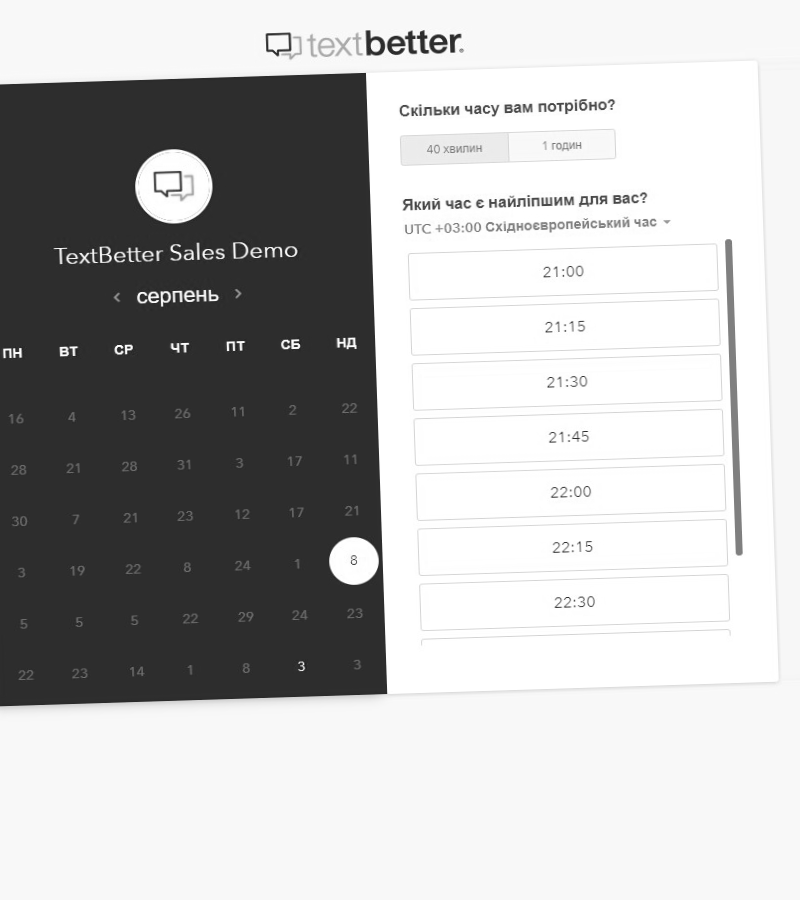 textbetter®
TextBetter Sales Demo
‹ серпень ›
ПН ВТ СР ЧТ ПТ СБ НД
16 4 13 26 11 2 22
28 21 28 31 3 17 11
30 7 21 23 12 17 21
3 19 22 8 24 1 8
5 5 5 22 29 24 23
22 23 14 1 8 3 3
Скільки часу вам потрібно?
40 хвилин 1 годин
Який час є найліпшим для вас?
UTC +03:00 Східноєвропейський час
21:00
21:15
21:30
21:45
22:00
22:15
22:30